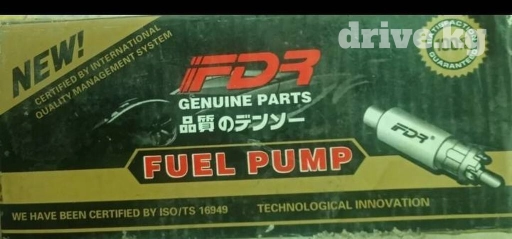 NEW!
CERTIFIED BY INTERNATIONAL
QUALITY MANAGEMENT SYSTEM
FDR
GENUINE PARTS
品質のデンソー
FUEL PUMP
WE HAVE BEEN CERTIFIED BY ISO/TS 16949
TECHNOLOGICAL INNOVATION
drive.kg
SATISFACTION
100%
GUARANTEED
FDR